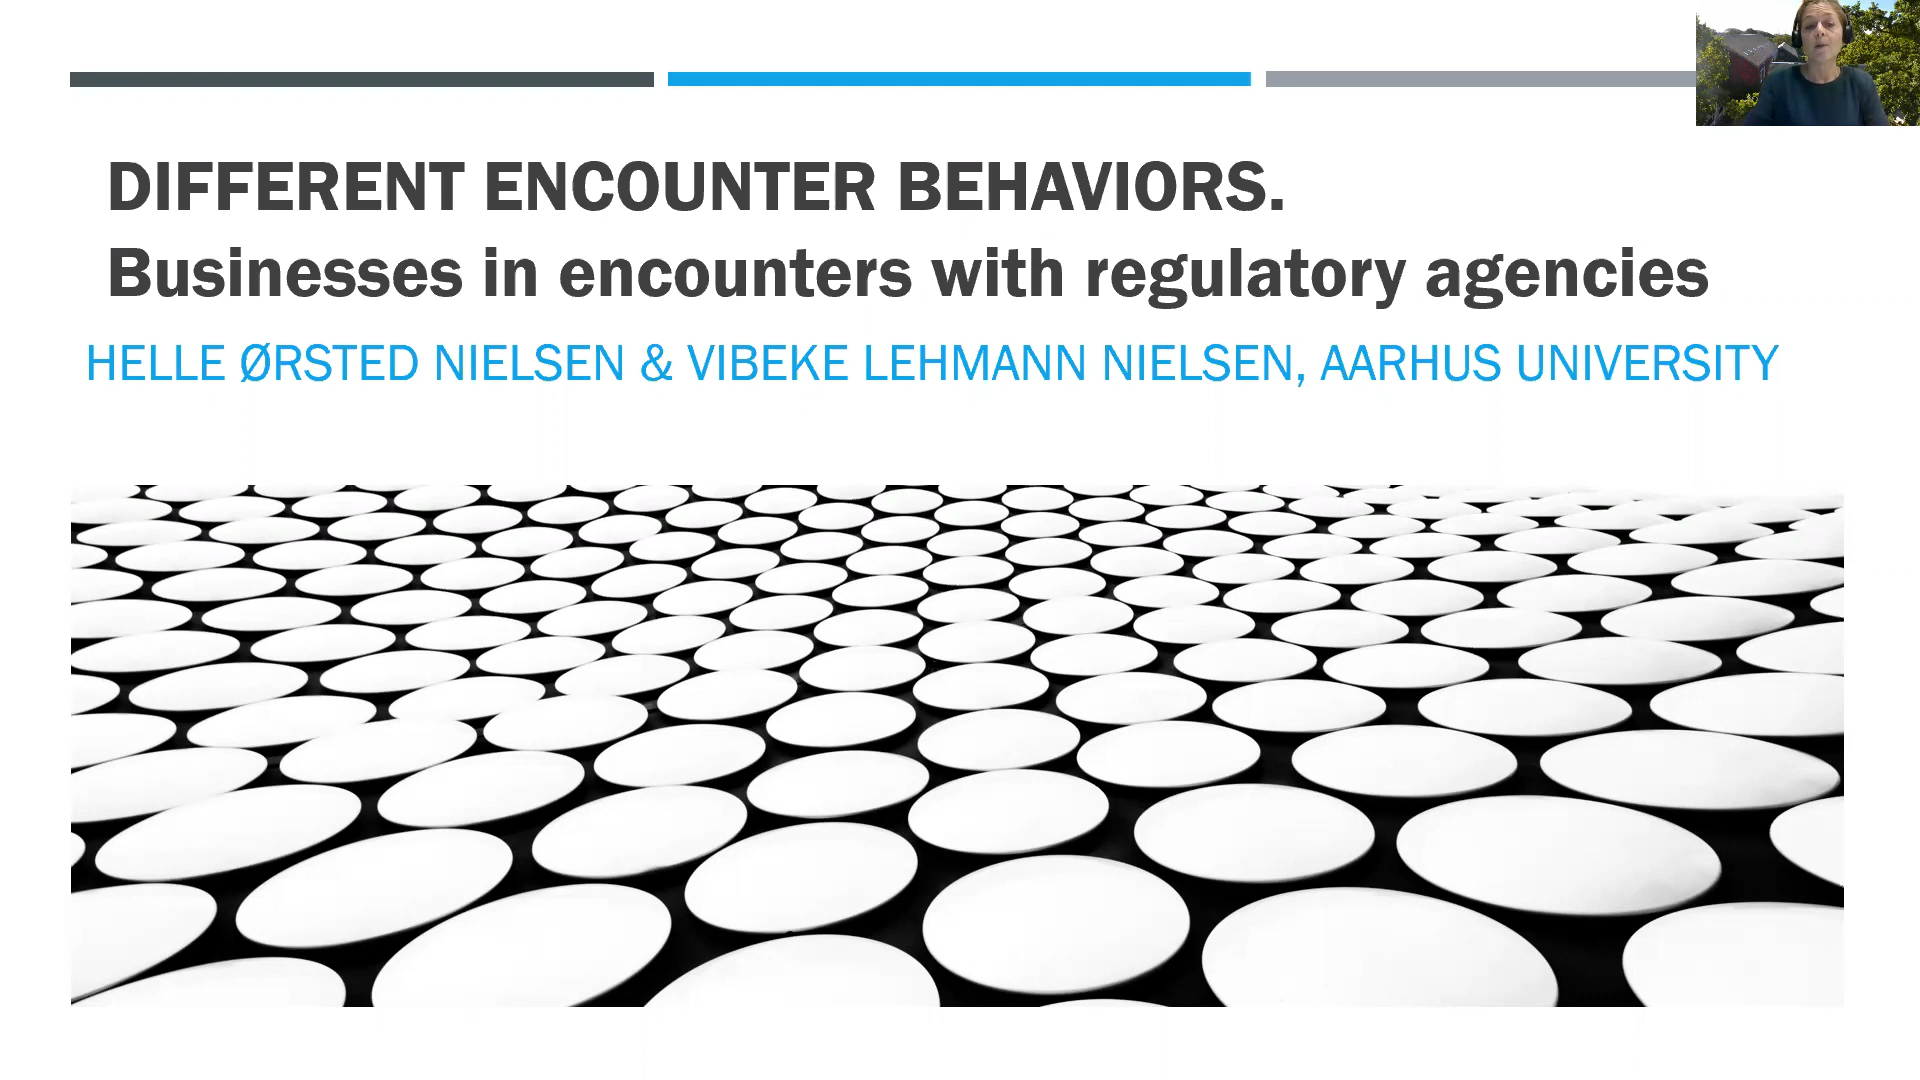 DIFFERENT ENCOUNTER BEHAVIORS.
Businesses in encounters with regulatory agencies
HELLE ØRSTED NIELSEN & VIBEKE LEHMANN NIELSEN, AARHUS UNIVERSITY